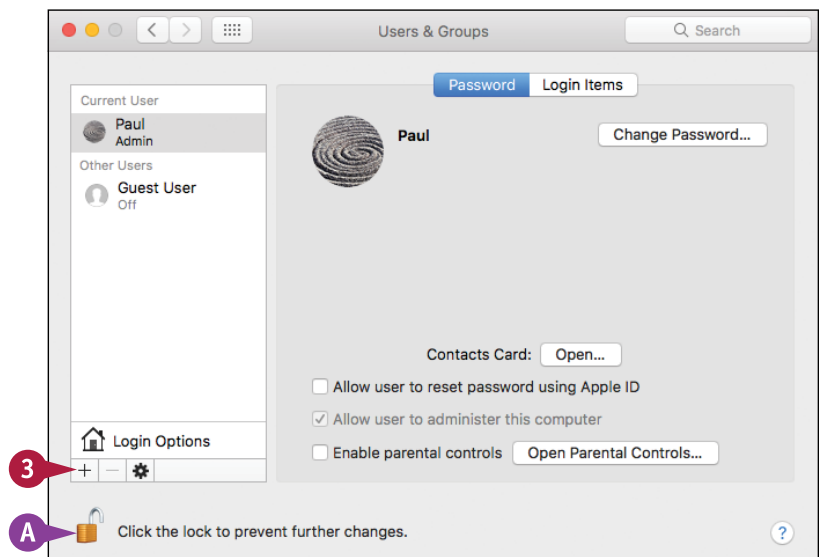 Users & Groups
Search
Password Login Items
Current User
Paul
Admin
Other Users
Guest User
Off
Paul
Change Password...
Contacts Card: Open...
Allow user to reset password using Apple ID
Allow user to administer this computer
Enable parental controls Open Parental Controls...
Login Options
3
+ −
A
Click the lock to prevent further changes.
?